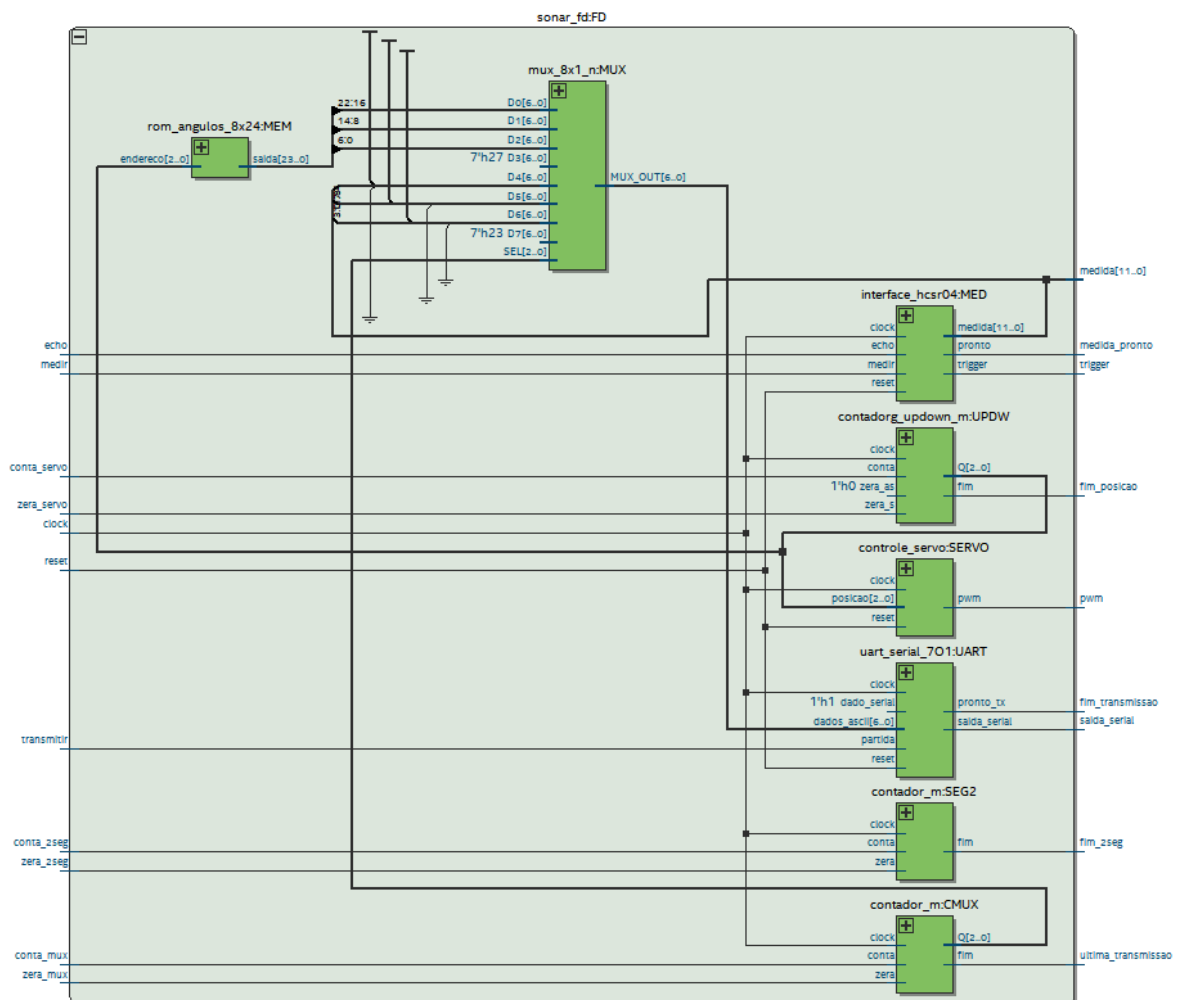 sonar_fd:FD
mux_8x1_n:MUX
rom_angulos_8x24:MEM
endereco[2..0]
saida[23..0]
22:16
14:8
6:0
D0[6..0]
D1[6..0]
D2[6..0]
7'h27 D3[6..0]
D4[6..0]
D5[6..0]
D6[6..0]
7'h23 D7[6..0]
SEL[2..0]
MUX_OUT[6..0]
medida[11..0]
interface_hcsr04:MED
clock
echo
medir
reset
medida[11..0]
pronto
trigger
echo
medir
medida_pronto
trigger
contadorg_updown_m:UPDW
clock
conta
1'h0 zera_as
zera_s
Q[2..0]
fim
conta_servo
zera_servo
clock
reset
fim_posicao
controle_servo:SERVO
clock
posicao[2..0]
reset
pwm
pwm
uart_serial_7O1:UART
clock
1'h1 dado_serial
dados_ascii[6..0]
partida
reset
pronto_tx
saida_serial
transmitir
fim_transmissao
saida_serial
contador_m:SEG2
clock
conta
zera
fim
conta_2seg
zera_2seg
fim_2seg
contador_m:CMUX
clock
conta
zera
Q[2..0]
fim
conta_mux
zera_mux
ultima_transmissao